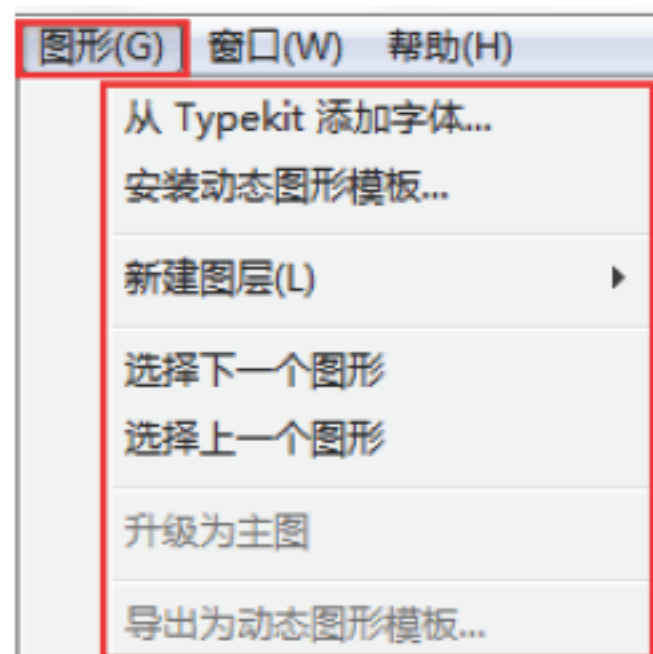 图形(G) 窗口(W) 帮助(H)
从 Typekit 添加字体...
安装动态图形模板...
新建图层(L)
选择下一个图形
选择上一个图形
升级为主图
导出为动态图形模板...